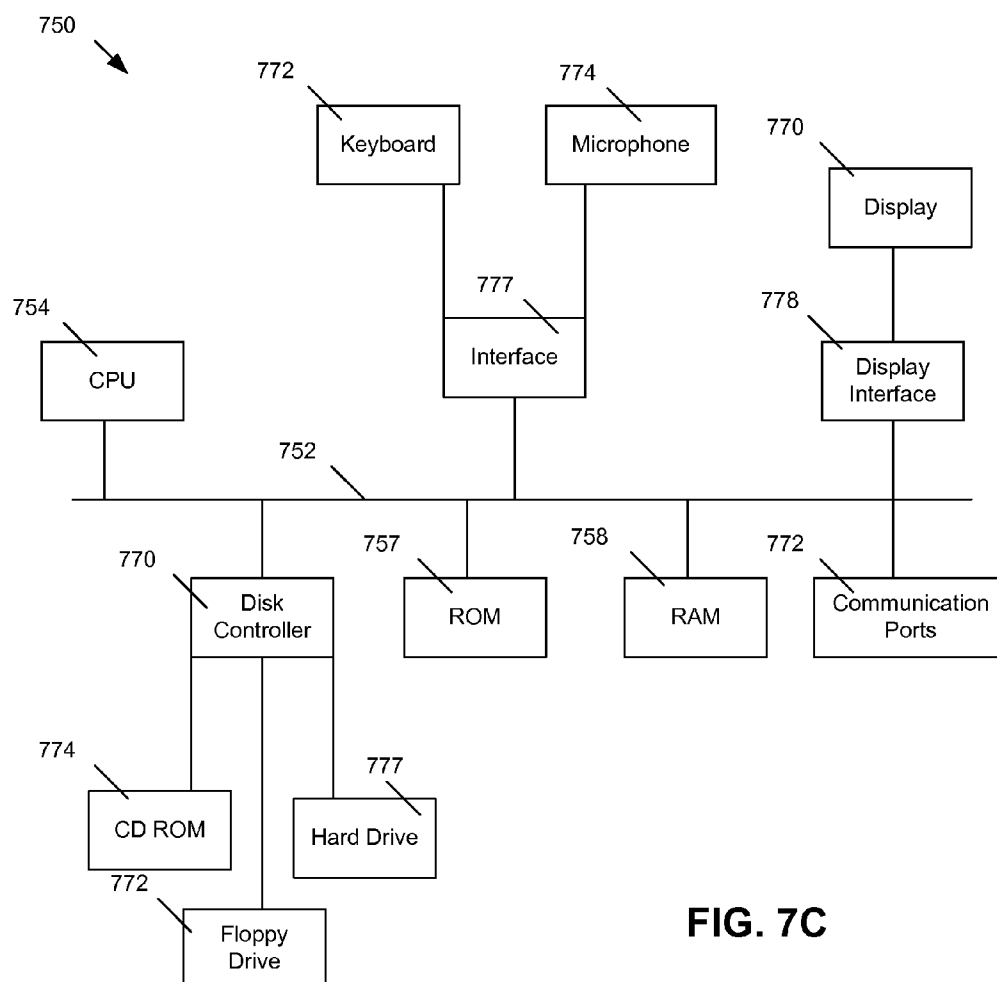 750
772
774
Keyboard
Microphone
770
Display
777
754
778
Interface
CPU
Display
Interface
752
757
758
772
770
Disk
Controller
ROM
RAM
Communication
Ports
774
777
CD ROM
Hard Drive
772
Floppy
Drive
FIG. 7C